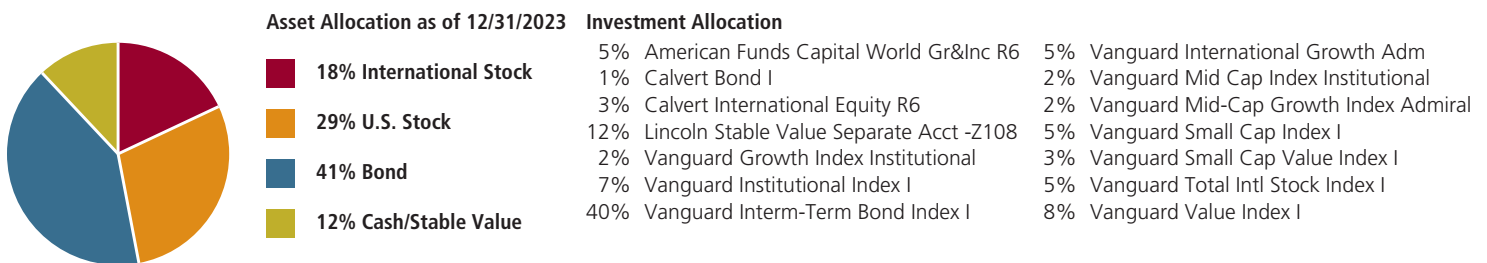 Asset Allocation as of 12/31/2023
18% International Stock
29% U.S. Stock
41% Bond
12% Cash/Stable Value
Investment Allocation
5% American Funds Capital World Gr&Inc R6
1% Calvert Bond I
3% Calvert International Equity R6
12% Lincoln Stable Value Separate Acct -Z108
2% Vanguard Growth Index Institutional
7% Vanguard Institutional Index I
40% Vanguard Interm-Term Bond Index I
5% Vanguard International Growth Adm
2% Vanguard Mid Cap Index Institutional
2% Vanguard Mid-Cap Growth Index Admiral
5% Vanguard Small Cap Index I
3% Vanguard Small Cap Value Index I
5% Vanguard Total Intl Stock Index I
8% Vanguard Value Index I